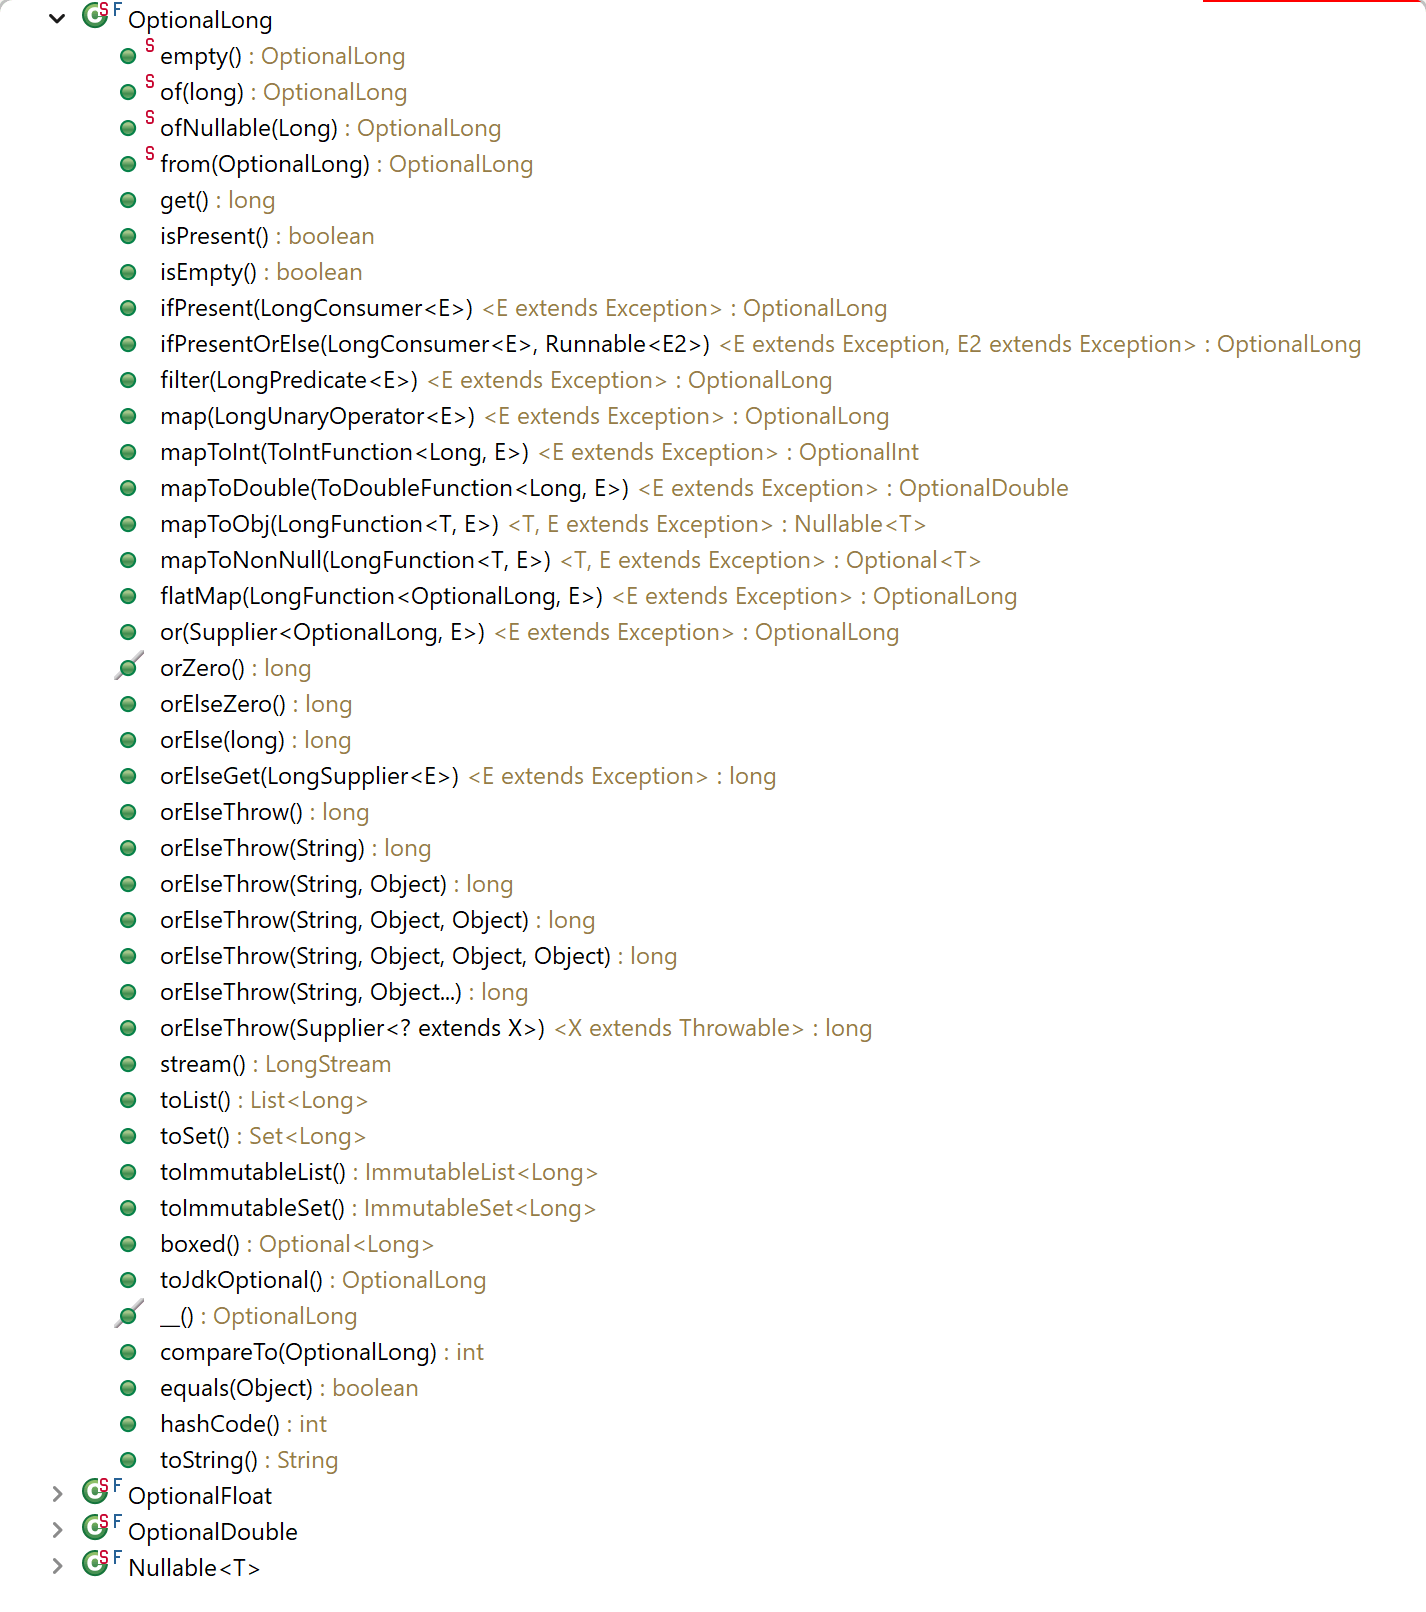 OptionalLong
empty() : OptionalLong
of(long) : OptionalLong
ofNullable(Long) : OptionalLong
from(OptionalLong) : OptionalLong
get() : long
isPresent() : boolean
isEmpty() : boolean
ifPresent(LongConsumer<E>) <E extends Exception> : OptionalLong
ifPresentOrElse(LongConsumer<E>, Runnable<E2>) <E extends Exception, E2 extends Exception> : OptionalLong
filter(LongPredicate<E>) <E extends Exception> : OptionalLong
map(LongUnaryOperator<E>) <E extends Exception> : OptionalLong
mapToInt(ToIntFunction<Long, E>) <E extends Exception> : OptionalInt
mapToDouble(ToDoubleFunction<Long, E>) <E extends Exception> : OptionalDouble
mapToObj(LongFunction<T, E>) <T, E extends Exception> : Nullable<T>
mapToNonNull(LongFunction<T, E>) <T, E extends Exception> : Optional<T>
flatMap(LongFunction<OptionalLong, E>) <E extends Exception> : OptionalLong
or(Supplier<OptionalLong, E>) <E extends Exception> : OptionalLong
orZero() : long
orElseZero() : long
orElse(long) : long
orElseGet(LongSupplier<E>) <E extends Exception> : long
orElseThrow() : long
orElseThrow(String) : long
orElseThrow(String, Object) : long
orElseThrow(String, Object, Object) : long
orElseThrow(String, Object, Object, Object) : long
orElseThrow(String, Object...) : long
orElseThrow(Supplier<? extends X>) <X extends Throwable> : long
stream() : LongStream
toList() : List<Long>
toSet() : Set<Long>
toImmutableList() : ImmutableList<Long>
toImmutableSet() : ImmutableSet<Long>
boxed() : Optional<Long>
toJdkOptional() : OptionalLong
__() : OptionalLong
compareTo(OptionalLong) : int
equals(Object) : boolean
hashCode() : int
toString() : String
OptionalFloat
OptionalDouble
Nullable<T>